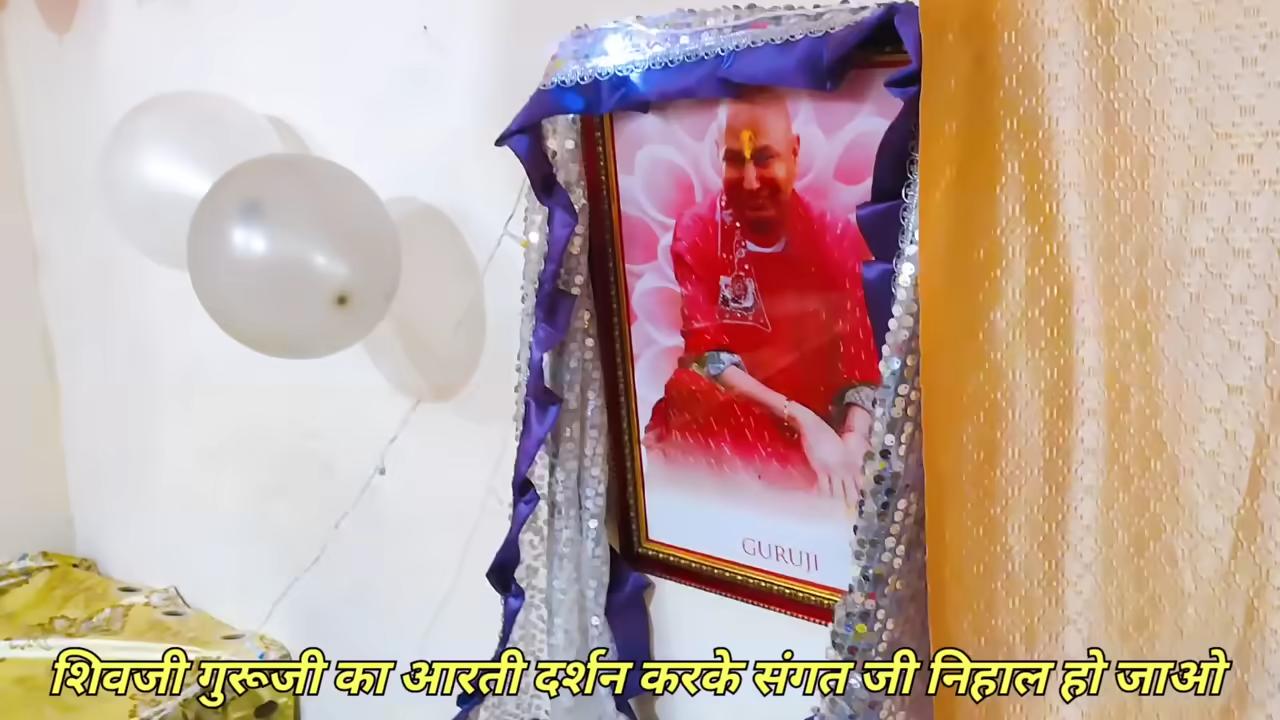 GURUJI
शिवजी गुरूजी का आरती दर्शन करके संगत जी निहाल हो जाओ